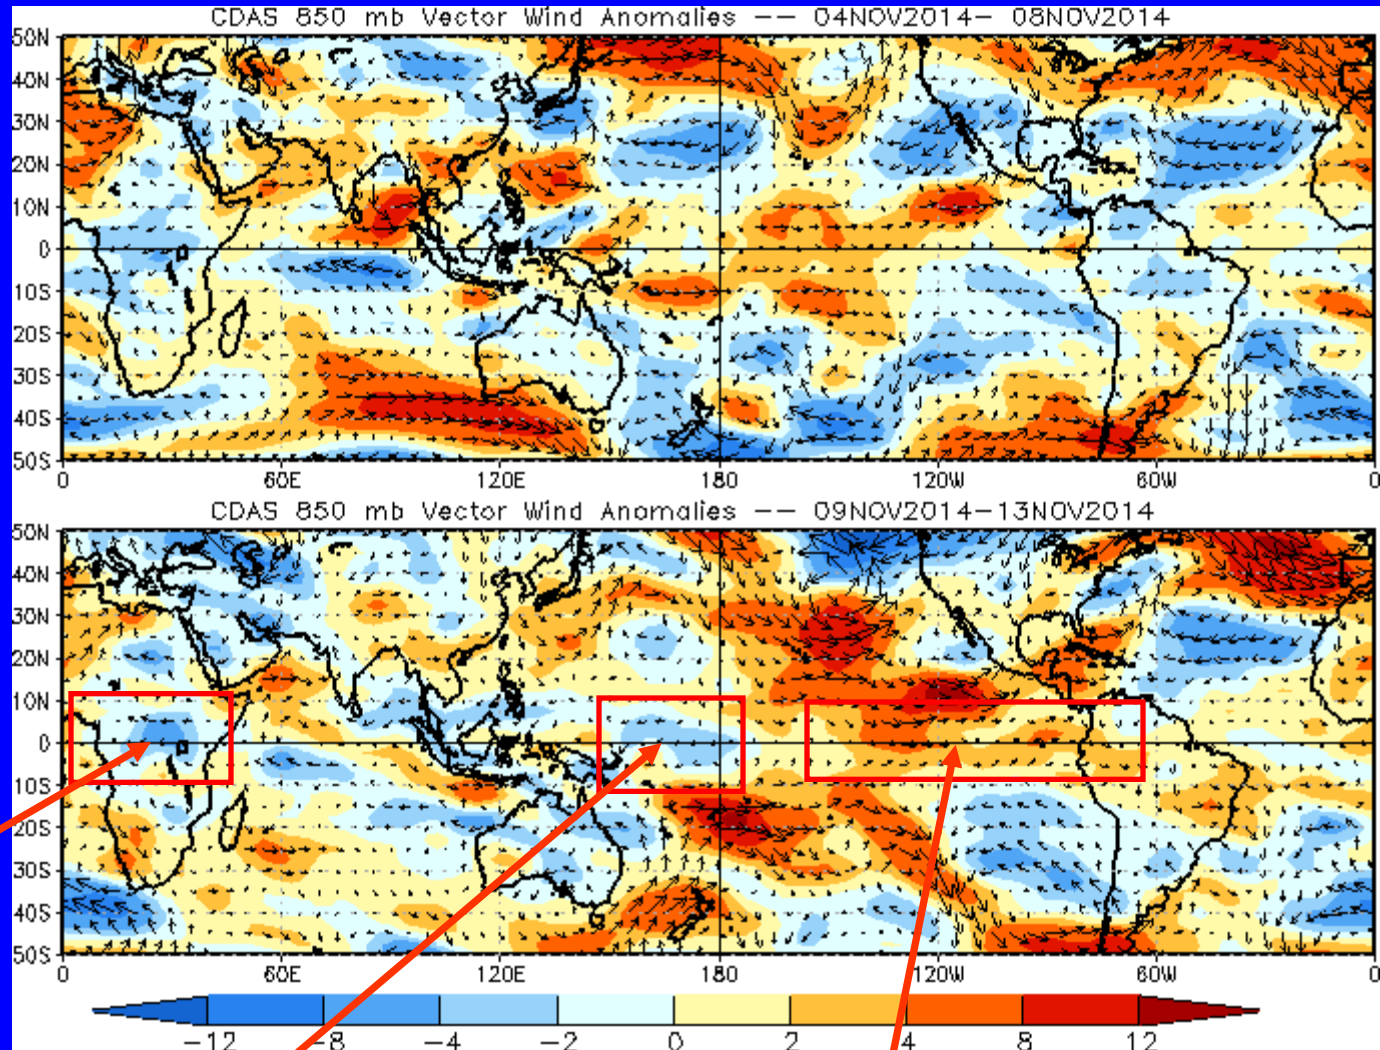 CDAS 850 mb Vector Wind Anomalies -- 04NOV2014- 08NOV2014
50N
40N
30N
20N
10N
0
10S
20S
30S
40S
50S
0 60E 120E 180 120W 60W 0
CDAS 850 mb Vector Wind Anomalies -- 09NOV2014-13NOV2014
50N
40N
30N
20N
10N
0
10S
20S
30S
40S
50S
0 60E 120E 180 120W 60W 0
-12 -8 -4 -2 0 2 4 8 12